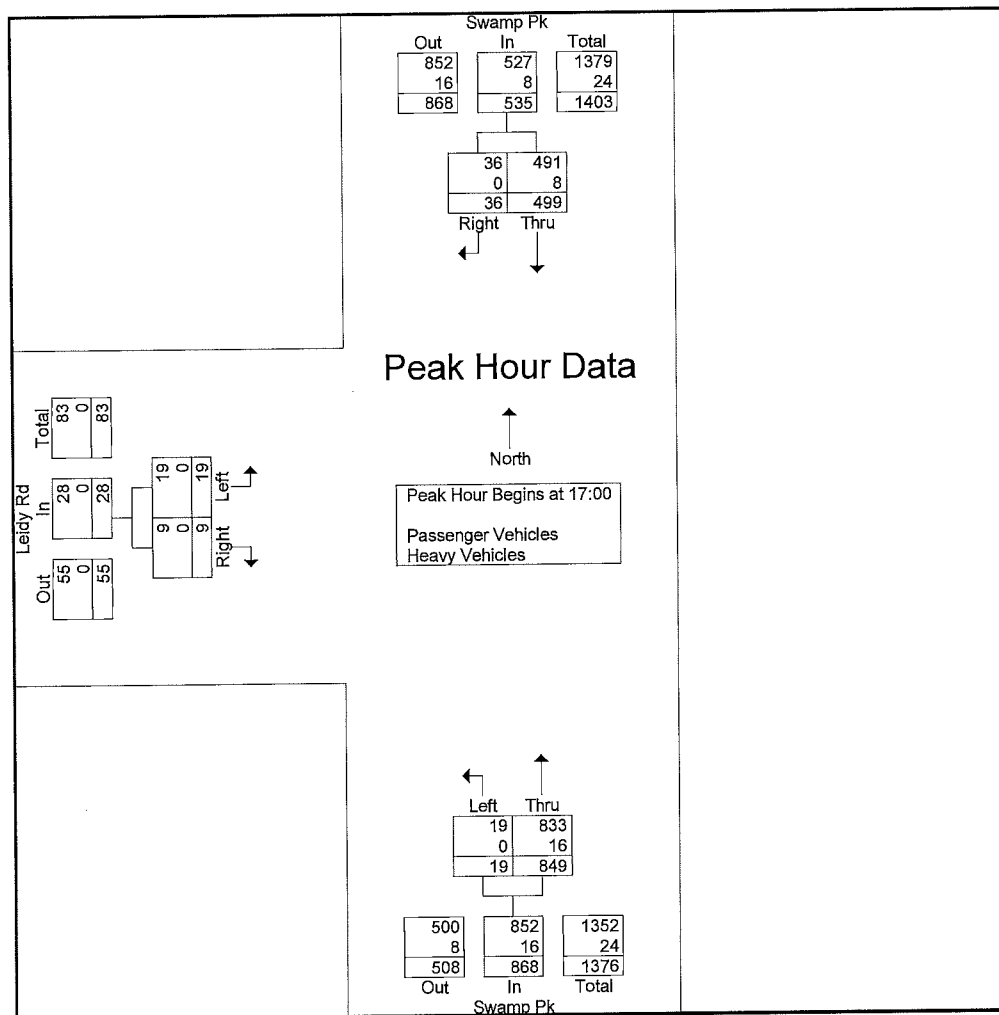 Swamp Pk
Out In Total
852 527 1379
16 8 24
868 535 1403
36 491
0 8
36 499
Right Thru
Peak Hour Data
North
Peak Hour Begins at 17:00
Passenger Vehicles
Heavy Vehicles
Leidy Rd
Out In Total
55 28 83
0 0 0
55 28 83
9 19
0 0
9 19
Right Left
Left Thru
19 833
0 16
19 849
500 852 1352
8 16 24
508 868 1376
Out In Total
Swamp Pk